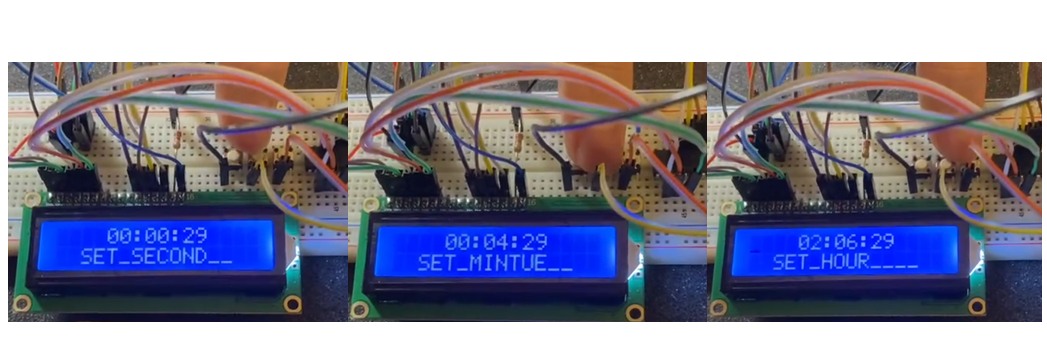 00:00:29
SET_SECOND__
00:04:29
SET_MINTUE__
02:06:29
SET_HOUR____